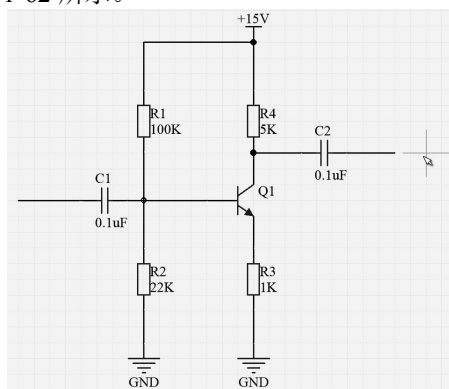 +15V
R1
100K
R4
5K
C2
0.1uF
C1
0.1uF
Q1
R2
22K
R3
1K
GND
GND